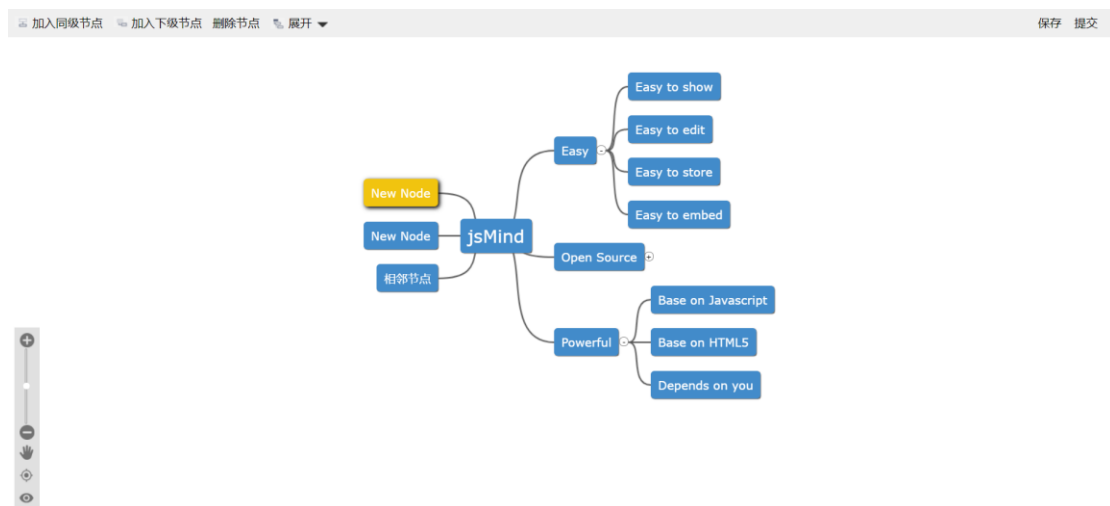 加入同级节点 加入下级节点 删除节点 展开 保存 提交
Easy to show
Easy to edit
Easy
Easy to store
New Node
Easy to embed
New Node
jsMind
Open Source
相邻节点
Base on Javascript
Powerful
Base on HTML5
Depends on you